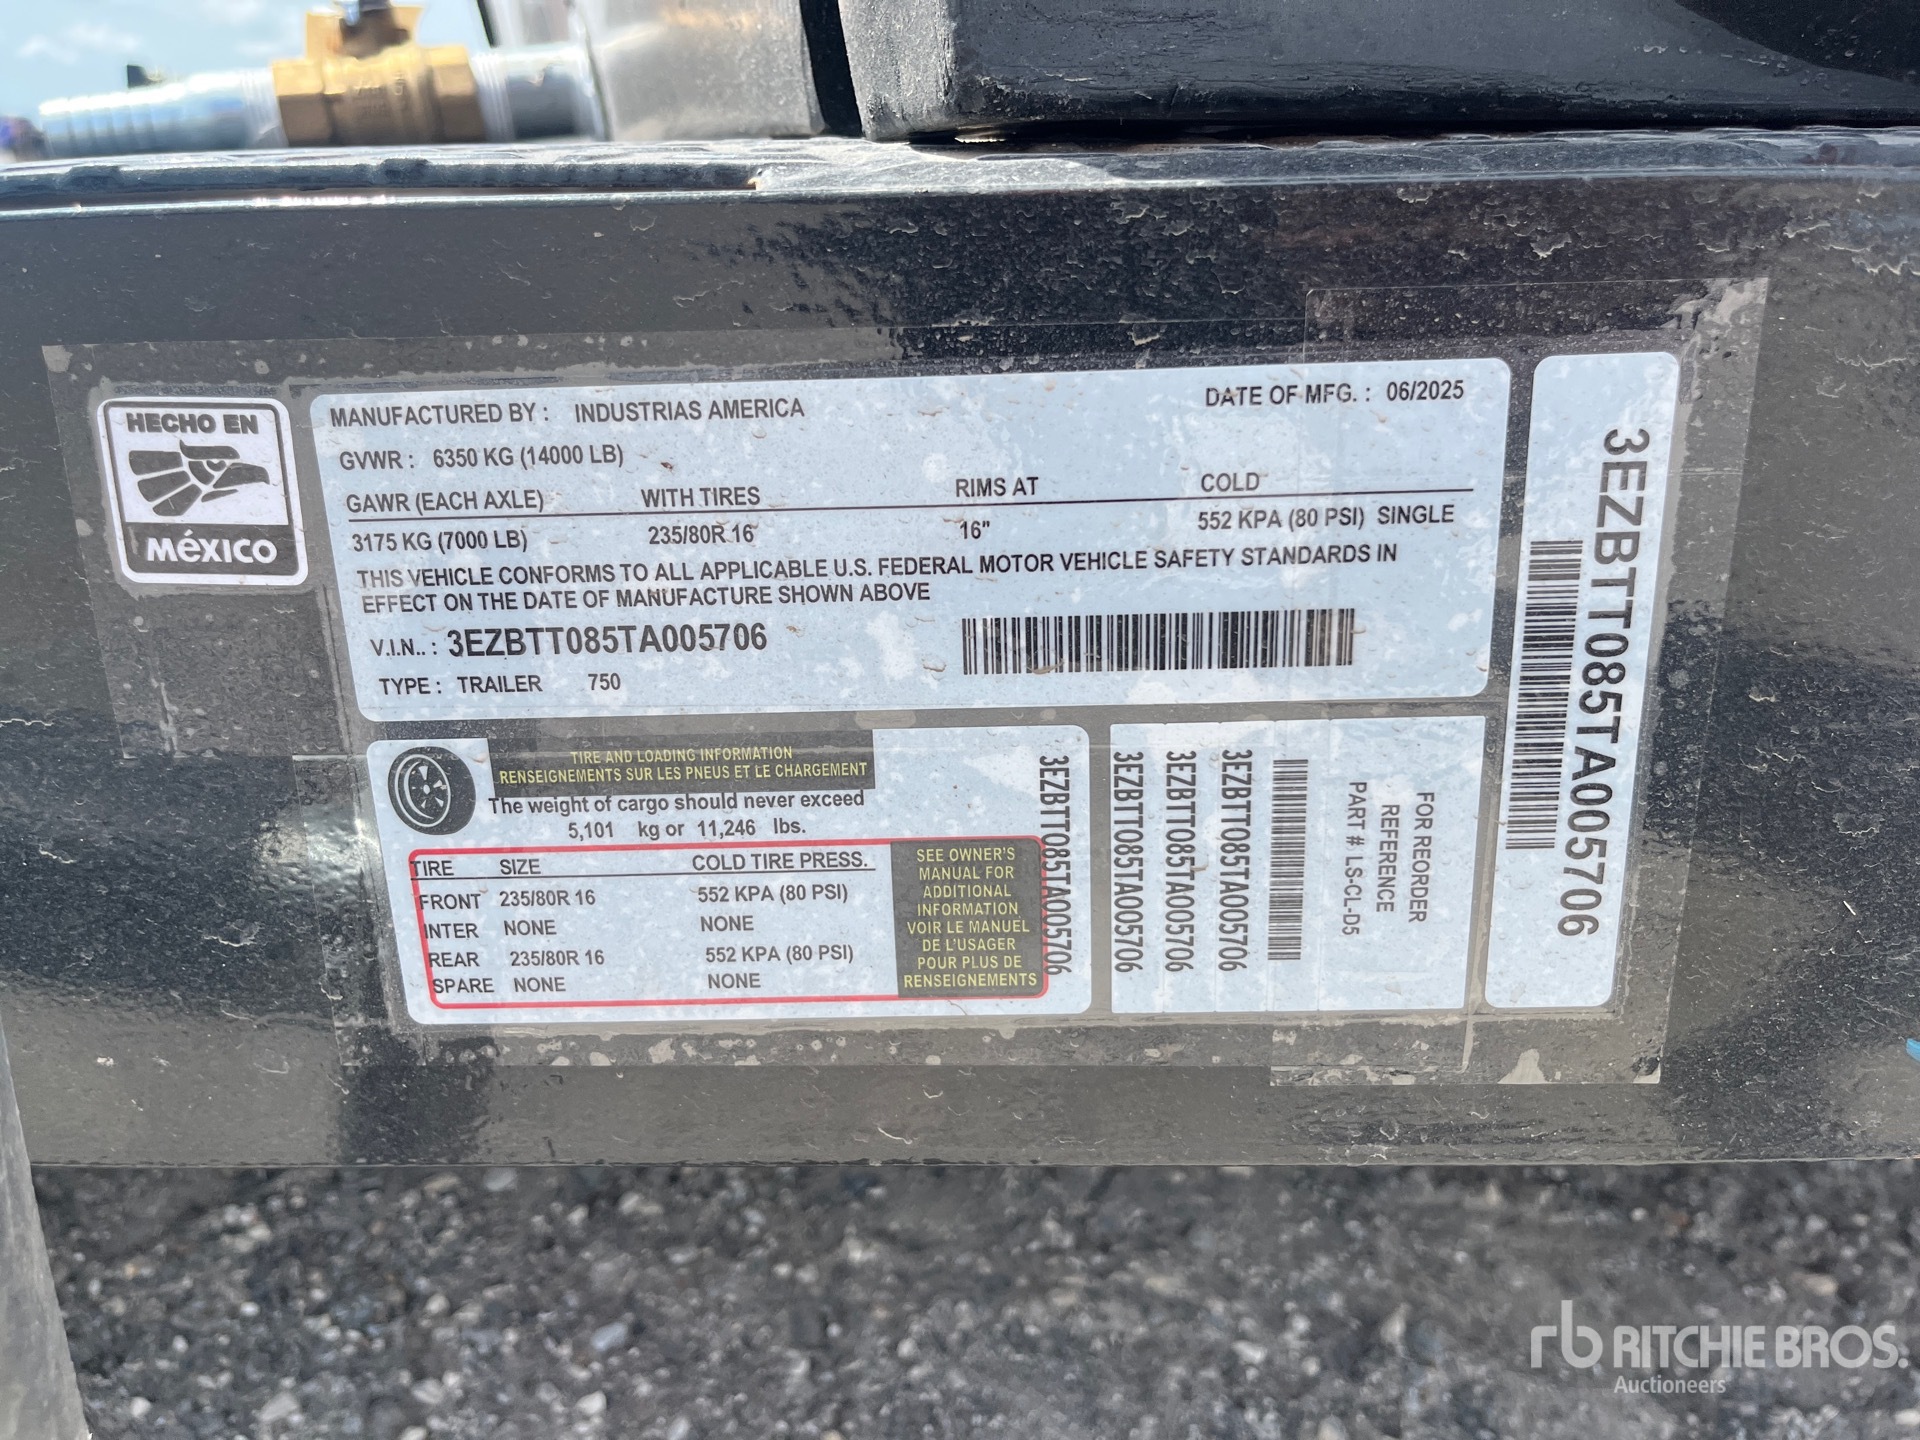 HECHO EN
MéXICO
MANUFACTURED BY : INDUSTRIAS AMERICA
DATE OF MFG. : 06/2025
GVWR : 6350 KG (14000 LB)
GAWR (EACH AXLE) WITH TIRES RIMS AT COLD
3175 KG (7000 LB) 235/80R 16 16" 552 KPA (80 PSI) SINGLE
THIS VEHICLE CONFORMS TO ALL APPLICABLE U.S. FEDERAL MOTOR VEHICLE SAFETY STANDARDS IN
EFFECT ON THE DATE OF MANUFACTURE SHOWN ABOVE
V.I.N.. : 3EZBTT085TA005706
TYPE : TRAILER 750
TIRE AND LOADING INFORMATION
RENSEIGNEMENTS SUR LES PNEUS ET LE CHARGEMENT
The weight of cargo should never exceed
5,101 kg or 11,246 lbs.
TIRE SIZE COLD TIRE PRESS.
FRONT 235/80R 16 552 KPA (80 PSI)
INTER NONE NONE
REAR 235/80R 16 552 KPA (80 PSI)
SPARE NONE NONE
SEE OWNER'S
MANUAL FOR
ADDITIONAL
INFORMATION
VOIR LE MANUEL
DE L'USAGER
POUR PLUS DE
RENSEIGNEMENTS
3EZBTT085TA005706
3EZBTT085TA005706
3EZBTT085TA005706
3EZBTT085TA005706
FOR REORDER
REFERENCE
PART # LS-CL-D5
3EZBTT085TA005706
rb RITCHIE BROS.
Auctioneers